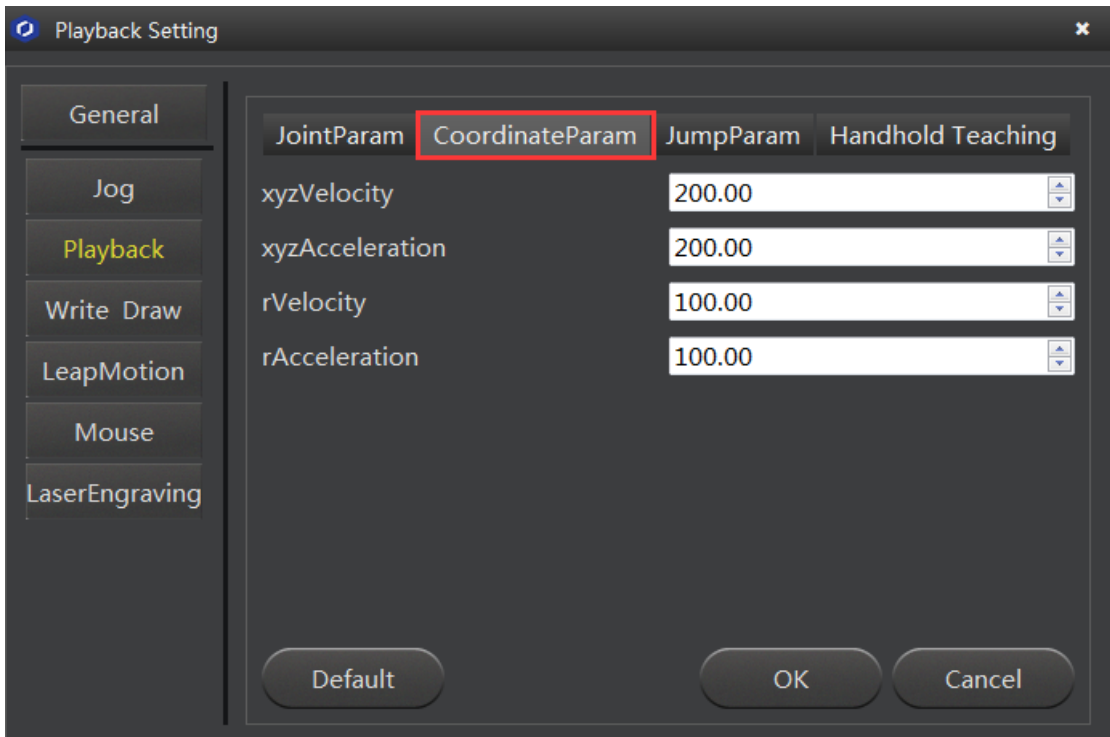 Playback Setting
General
Jog
Playback
Write Draw
LeapMotion
Mouse
LaserEngraving
JointParam CoordinateParam JumpParam Handhold Teaching
xyzVelocity 200.00
xyzAcceleration 200.00
rVelocity 100.00
rAcceleration 100.00
Default OK Cancel